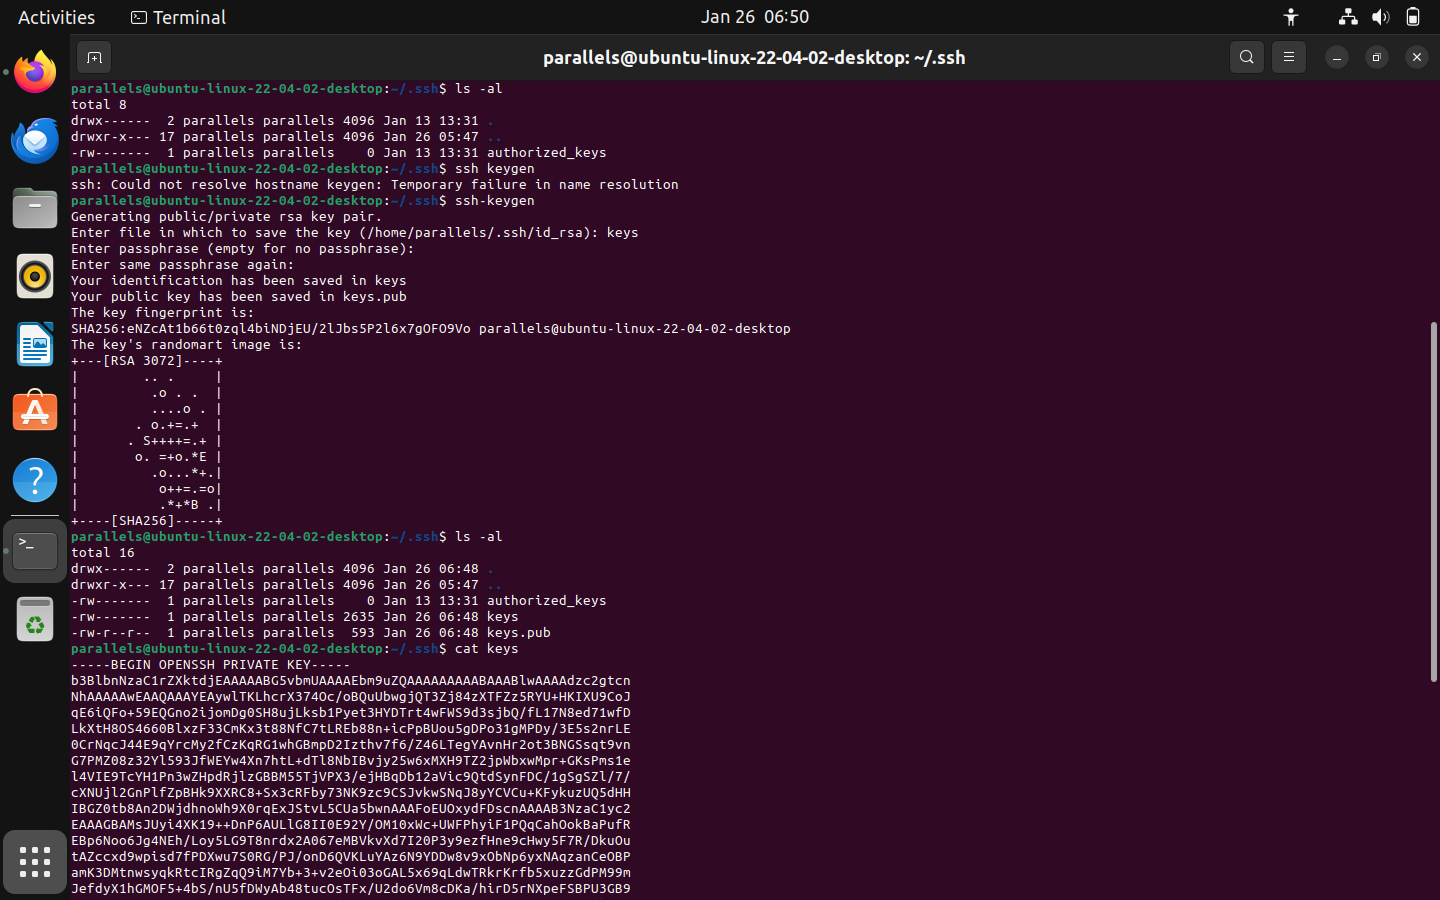 Activities
Terminal
Jan 26 06:50
parallels@ubuntu-linux-22-04-02-desktop: ~/.ssh
parallels@ubuntu-linux-22-04-02-desktop:~/.ssh$ ls -al
total 8
drwx------  2 parallels parallels 4096 Jan 13 13:31 .
drwxr-x--- 17 parallels parallels 4096 Jan 26 05:47 ..
-rw-------  1 parallels parallels    0 Jan 13 13:31 authorized_keys
parallels@ubuntu-linux-22-04-02-desktop:~/.ssh$ ssh keygen
ssh: Could not resolve hostname keygen: Temporary failure in name resolution
parallels@ubuntu-linux-22-04-02-desktop:~/.ssh$ ssh-keygen
Generating public/private rsa key pair.
Enter file in which to save the key (/home/parallels/.ssh/id_rsa): keys
Enter passphrase (empty for no passphrase):
Enter same passphrase again:
Your identification has been saved in keys
Your public key has been saved in keys.pub
The key fingerprint is:
SHA256:eNZcAt1b66t0zql4biNDjEU/2lJbs5P2l6x7gOFO9Vo parallels@ubuntu-linux-22-04-02-desktop
The key's randomart image is:
+---[RSA 3072]----+
|        .. .     |
|         .o . .  |
|         ....o . |
|       . o.+=.+  |
|      . S++++=.+ |
|       o. =+o.*E |
|         .o...*+.|
|          o++=.=o|
|          .*+*B .|
+----[SHA256]-----+
parallels@ubuntu-linux-22-04-02-desktop:~/.ssh$ ls -al
total 16
drwx------  2 parallels parallels 4096 Jan 26 06:48 .
drwxr-x--- 17 parallels parallels 4096 Jan 26 05:47 ..
-rw-------  1 parallels parallels    0 Jan 13 13:31 authorized_keys
-rw-------  1 parallels parallels 2635 Jan 26 06:48 keys
-rw-r--r--  1 parallels parallels  593 Jan 26 06:48 keys.pub
parallels@ubuntu-linux-22-04-02-desktop:~/.ssh$ cat keys
-----BEGIN OPENSSH PRIVATE KEY-----
b3BlbnNzaC1rZXktdjEAAAAABG5vbmUAAAAEbm9uZQAAAAAAAAABAAABlwAAAAdzc2gtcn
NhAAAAAwEAAQAAAYEAywlTKLhcrX374Oc/oBQuUbwgjQT3Zj84zXTFZz5RYU+HKIXU9CoJ
qE6iQFo+59EQGno2ijomDg0SH8ujLksb1Pyet3HYDTrt4wFWS9d3sjbQ/fL17N8ed71wfD
LkXtH8OS4660BlxzF33CmKx3t88NfC7tLREb88n+icPpBUou5gDPo31gMPDy/3E5s2nrLE
0CrNqcJ44E9qYrcMy2fCzKqRG1whGBmpD2Izthv7f6/Z46LTegYAvnHr2ot3BNGSsqt9vn
G7PMZ08z32Yl593JfWEYw4Xn7htL+dTl8NbIBvjy25w6xMXH9TZ2jpWbxwMpr+GKsPms1e
l4VIE9TcYH1Pn3wZHpdRjlzGBBM55TjVPX3/ejHBqDb12aVic9QtdSynFDC/1gSgSZl/7/
cXNUjl2GnPlfZpBHk9XXRC8+Sx3cRFby73NK9zc9CSJvkwSNqJ8yYCVCu+KFykuzUQ5dHH
IBGZ0tb8An2DWjdhnoWh9X0rqExJStvL5CUa5bwnAAAFoEUOxydFDscnAAAAB3NzaC1yc2
EAAAGBAMsJUyi4XK19++DnP6AULlG8II0E92Y/OM10xWc+UWFPhyiF1PQqCahOokBaPufR
EBp6Noo6Jg4NEh/Loy5LG9T8nrdx2A067eMBVkvXd7I20P3y9ezfHne9cHwy5F7R/DkuOu
tAZccxd9wpisd7fPDXwu7S0RG/PJ/onD6QVKLuYAz6N9YDDw8v9xObNp6yxNAqzanCeOBP
amK3DMtnwsyqkRtcIRgZqQ9iM7Yb+3+v2eOi03oGAL5x69qLdwTRkrKrfb5xuzzGdPM99m
JefdyX1hGMOF5+4bS/nU5fDWyAb48tucOsTFx/U2do6Vm8cDKa/hirD5rNXpeFSBPU3GB9